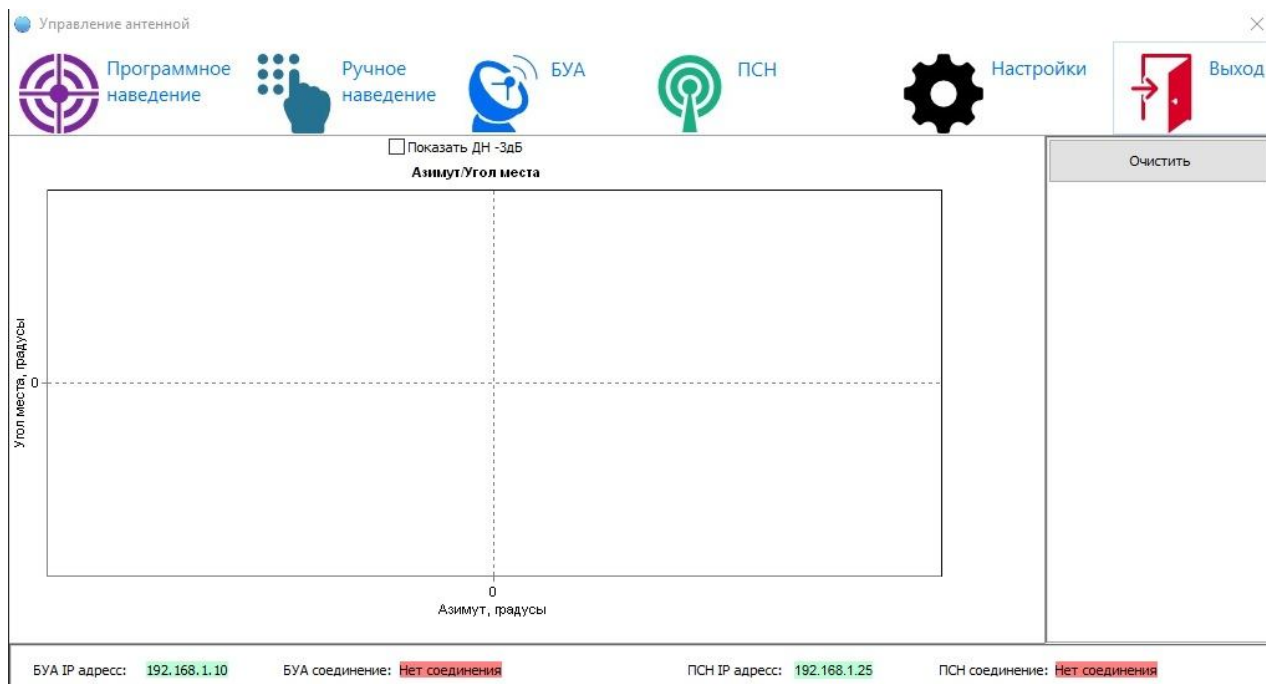 Управление антенной
Программное
наведение
Ручное
наведение
БУА
ПСН
Настройки
Выход
Показать ДН -3дБ
Азимут/Угол места
Очистить
Угол места, градусы
0
0
Азимут, градусы
БУА IP адресс: 192.168.1.10 БУА соединение: Нет соединения ПСН IP адресс: 192.168.1.25 ПСН соединение: Нет соединения